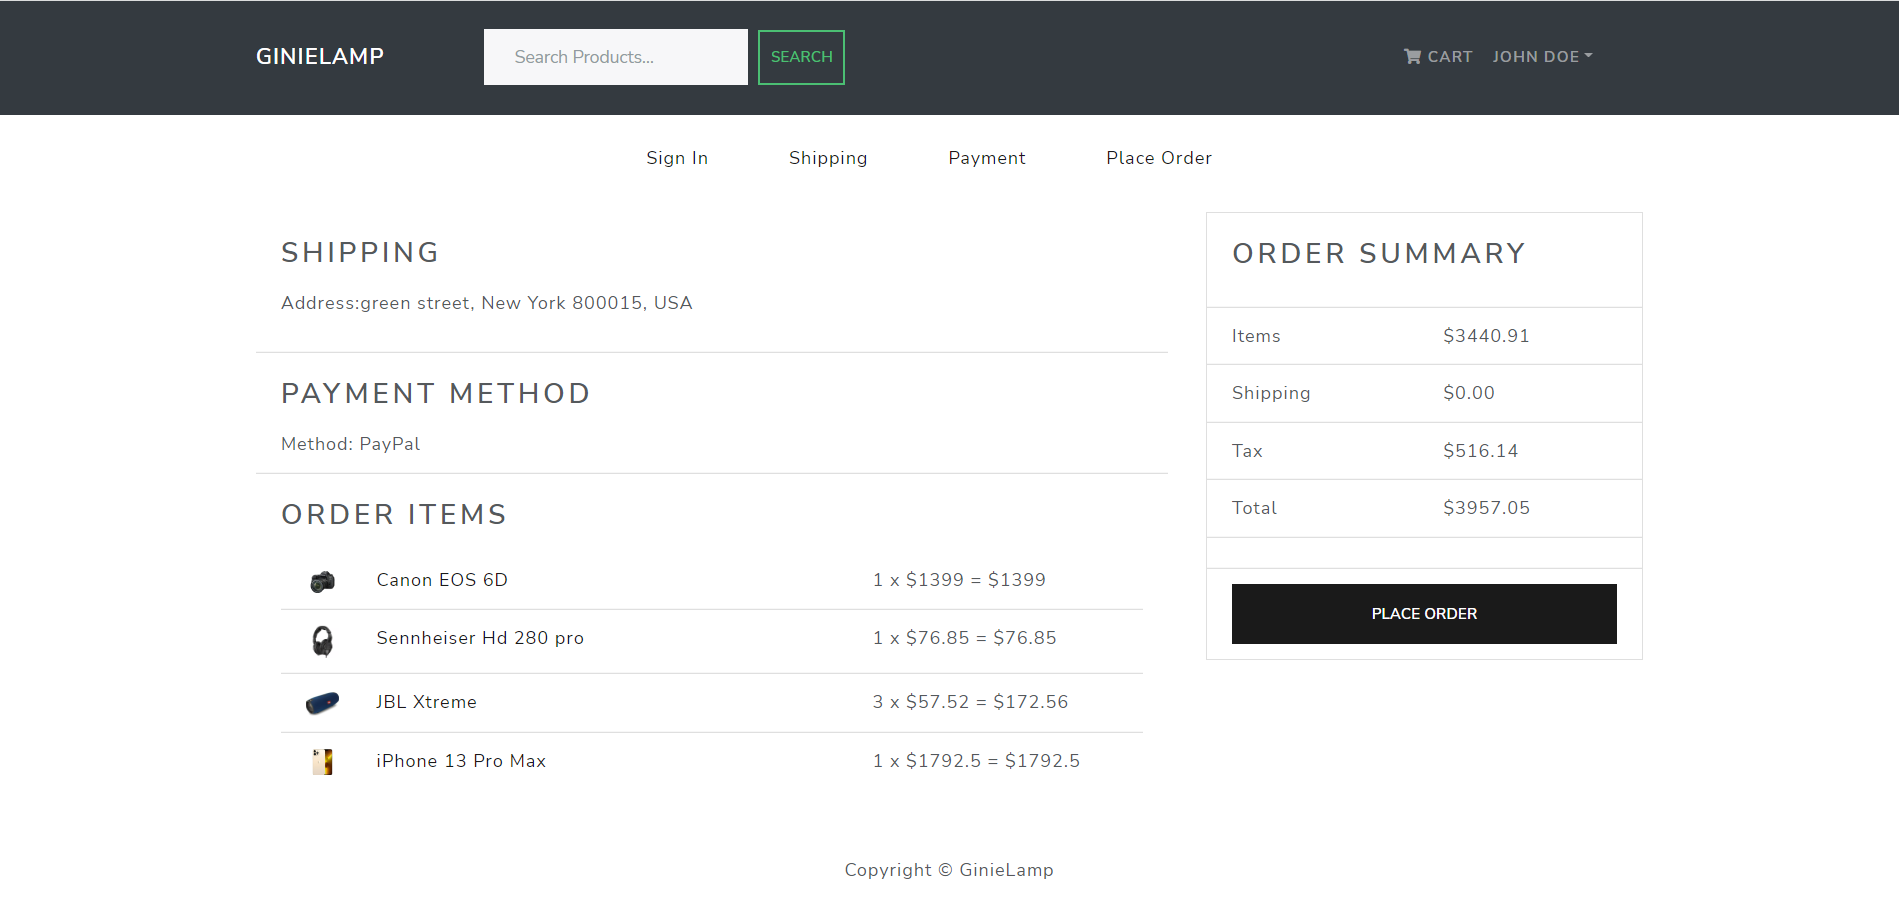 GINIELAMP
Search Products...
SEARCH
CART
JOHN DOE
Sign In
Shipping
Payment
Place Order
SHIPPING
Address:green street, New York 800015, USA
PAYMENT METHOD
Method: PayPal
ORDER ITEMS
Canon EOS 6D 1 x $1399 = $1399
Sennheiser Hd 280 pro 1 x $76.85 = $76.85
JBL Xtreme 3 x $57.52 = $172.56
iPhone 13 Pro Max 1 x $1792.5 = $1792.5
ORDER SUMMARY
Items $3440.91
Shipping $0.00
Tax $516.14
Total $3957.05
PLACE ORDER
Copyright © GinieLamp